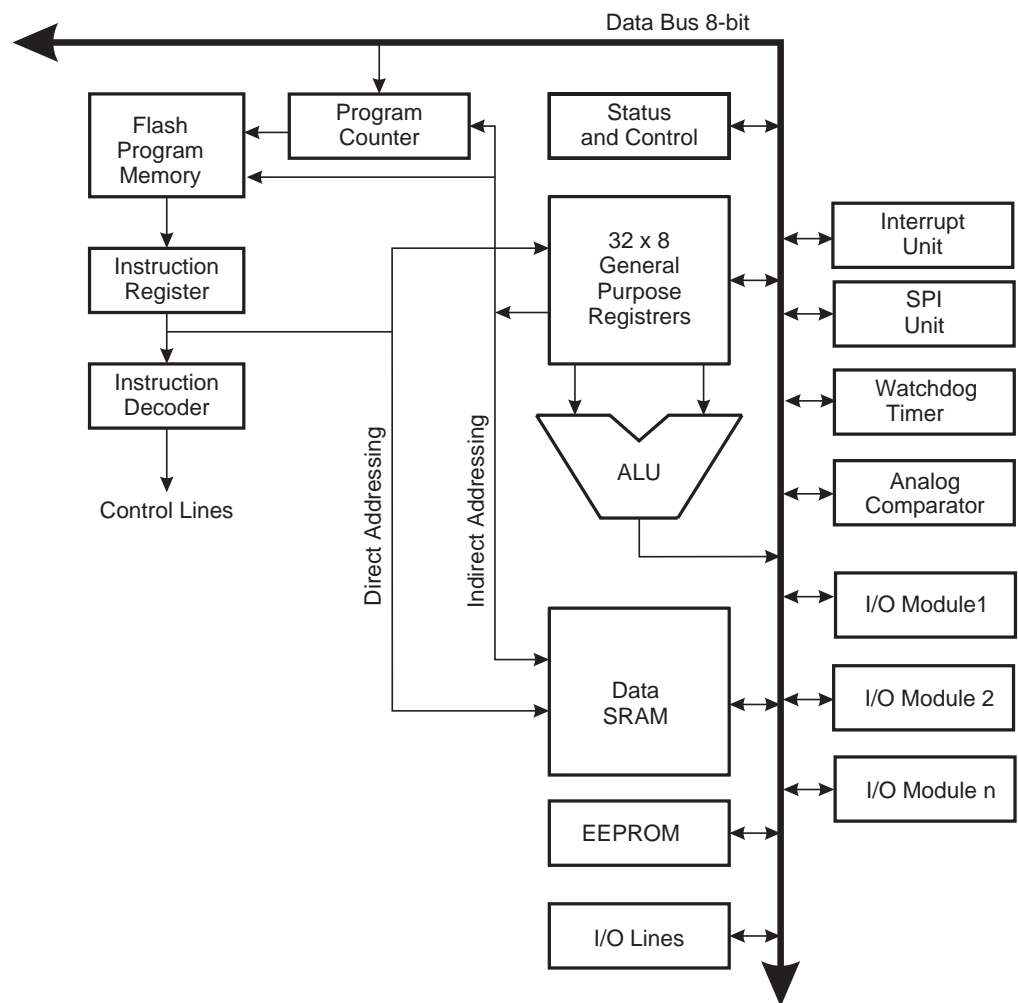 Data Bus 8-bit
Flash
Program
Memory
Program
Counter
Status
and Control
32 x 8
General
Purpose
Registrers
Interrupt
Unit
Instruction
Register
SPI
Unit
Instruction
Decoder
Watchdog
Timer
Control Lines
Direct Addressing
Indirect Addressing
ALU
Analog
Comparator
I/O Module1
Data
SRAM
I/O Module 2
I/O Module n
EEPROM
I/O Lines